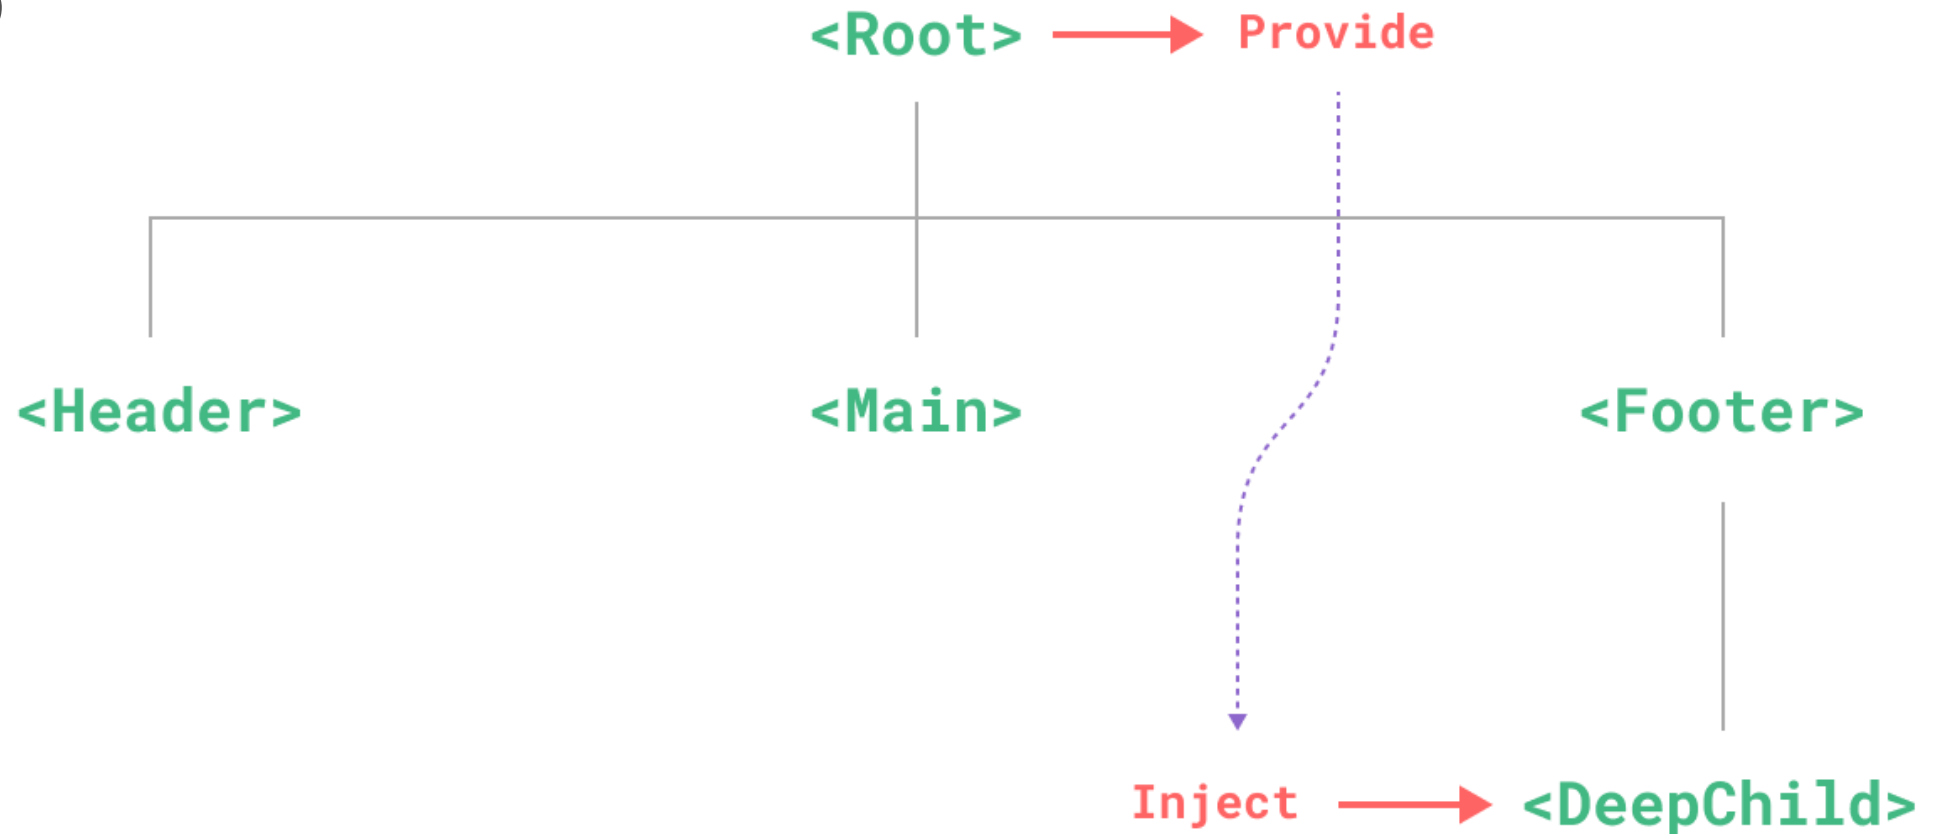 <Root> Provide
<Header> <Main> <Footer>
Inject <DeepChild>